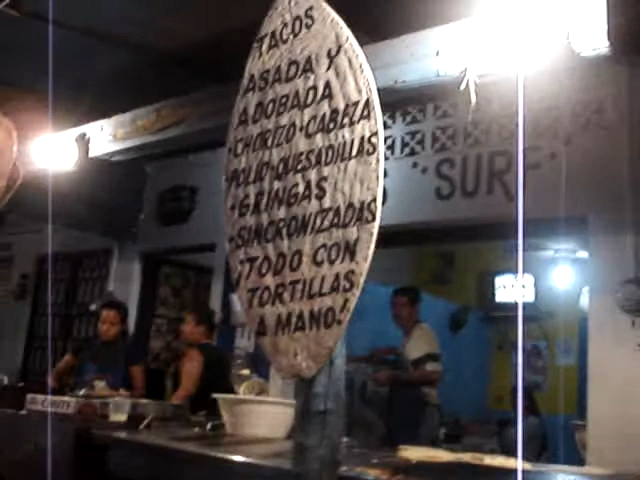 TACOS
ASADA Y
ADOBADA
CHORIZO·CABEZA
·POLLO·QUESADILLAS
·GRINGAS
·SINCRONIZADAS
¡TODO CON
TORTILLAS
A MANO!
"SURF"